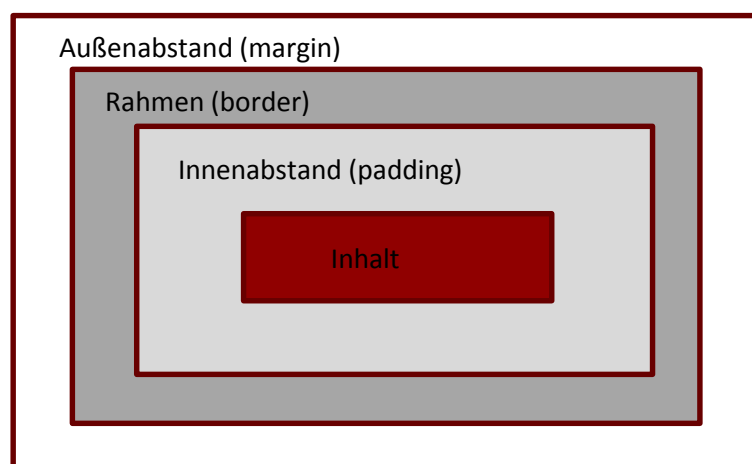 Außenabstand (margin)
Rahmen (border)
Innenabstand (padding)
Inhalt